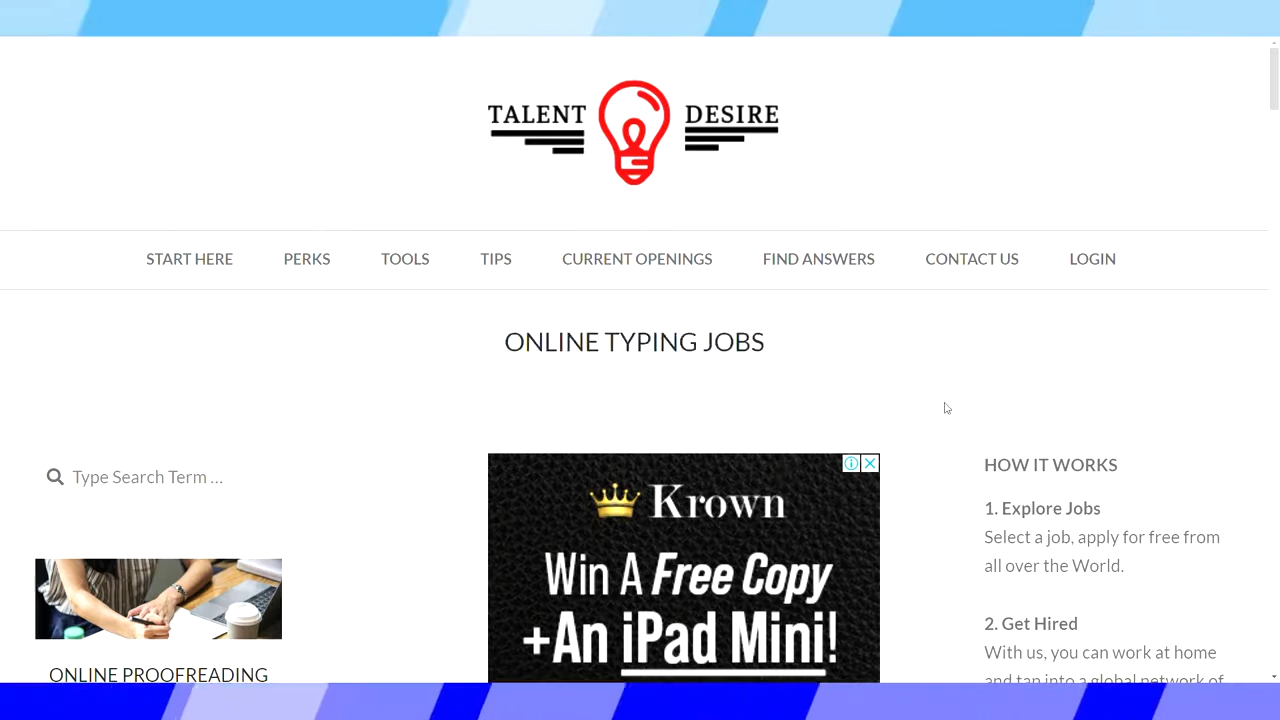 TALENT DESIRE
START HERE PERKS TOOLS TIPS CURRENT OPENINGS FIND ANSWERS CONTACT US LOGIN
ONLINE TYPING JOBS
Type Search Term ...
ONLINE PROOFREADING
Krown
Win A Free Copy
+An iPad Mini!
HOW IT WORKS
1. Explore Jobs
Select a job, apply for free from
all over the World.
2. Get Hired
With us, you can work at home
and tap into a global network of